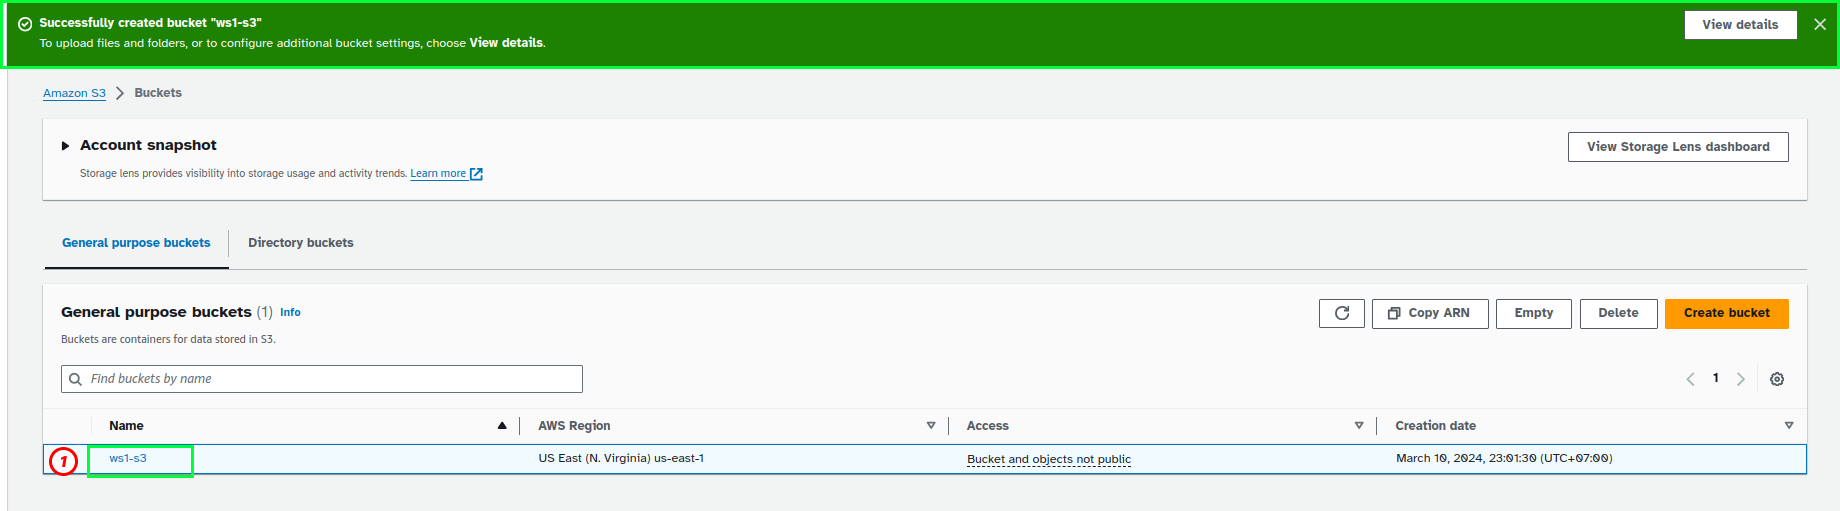 Successfully created bucket "ws1-s3"
To upload files and folders, or to configure additional bucket settings, choose View details.
View details
Amazon S3 Buckets
Account snapshot
View Storage Lens dashboard
Storage lens provides visibility into storage usage and activity trends. Learn more
General purpose buckets Directory buckets
General purpose buckets (1) Info
Copy ARN Empty Delete Create bucket
Buckets are containers for data stored in S3.
Find buckets by name
1
Name AWS Region Access Creation date
1 ws1-s3 US East (N. Virginia) us-east-1 Bucket and objects not public March 10, 2024, 23:01:30 (UTC+07:00)